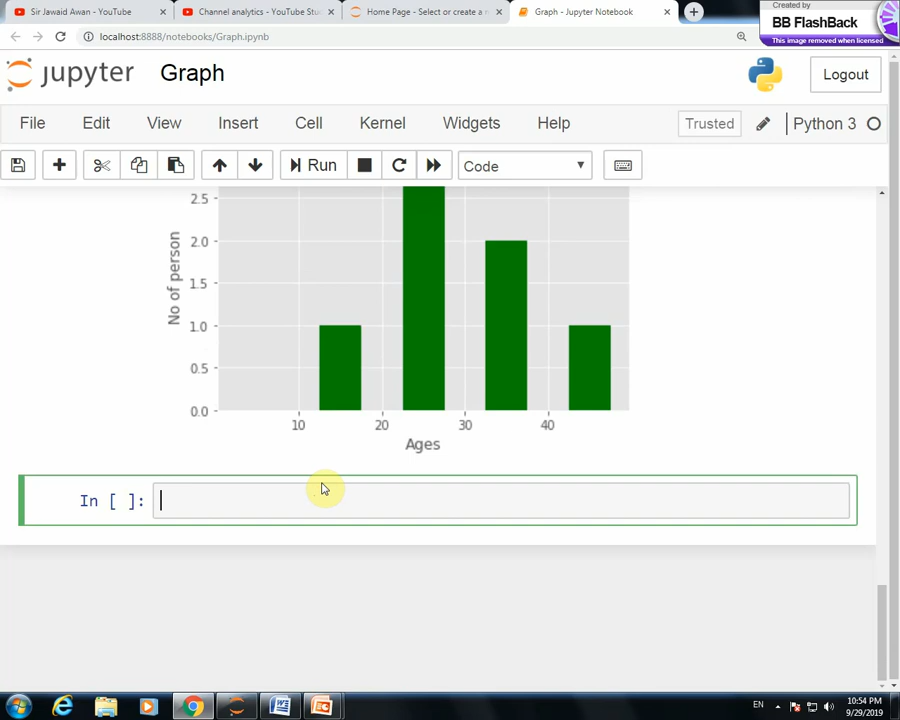 Sir Jawaid Awan - YouTube
Channel analytics - YouTube Stu
Home Page - Select or create a n
Graph - Jupyter Notebook
Created by
BB FlashBack
This image removed when licensed
localhost:8888/notebooks/Graph.ipynb
jupyter Graph
Logout
File Edit View Insert Cell Kernel Widgets Help
Trusted
Python 3
Run
Code
2.5
2.0
1.5
1.0
0.5
0.0
No of person
10 20 30 40
Ages
In [ ]:
EN
10:54 PM
9/29/2019